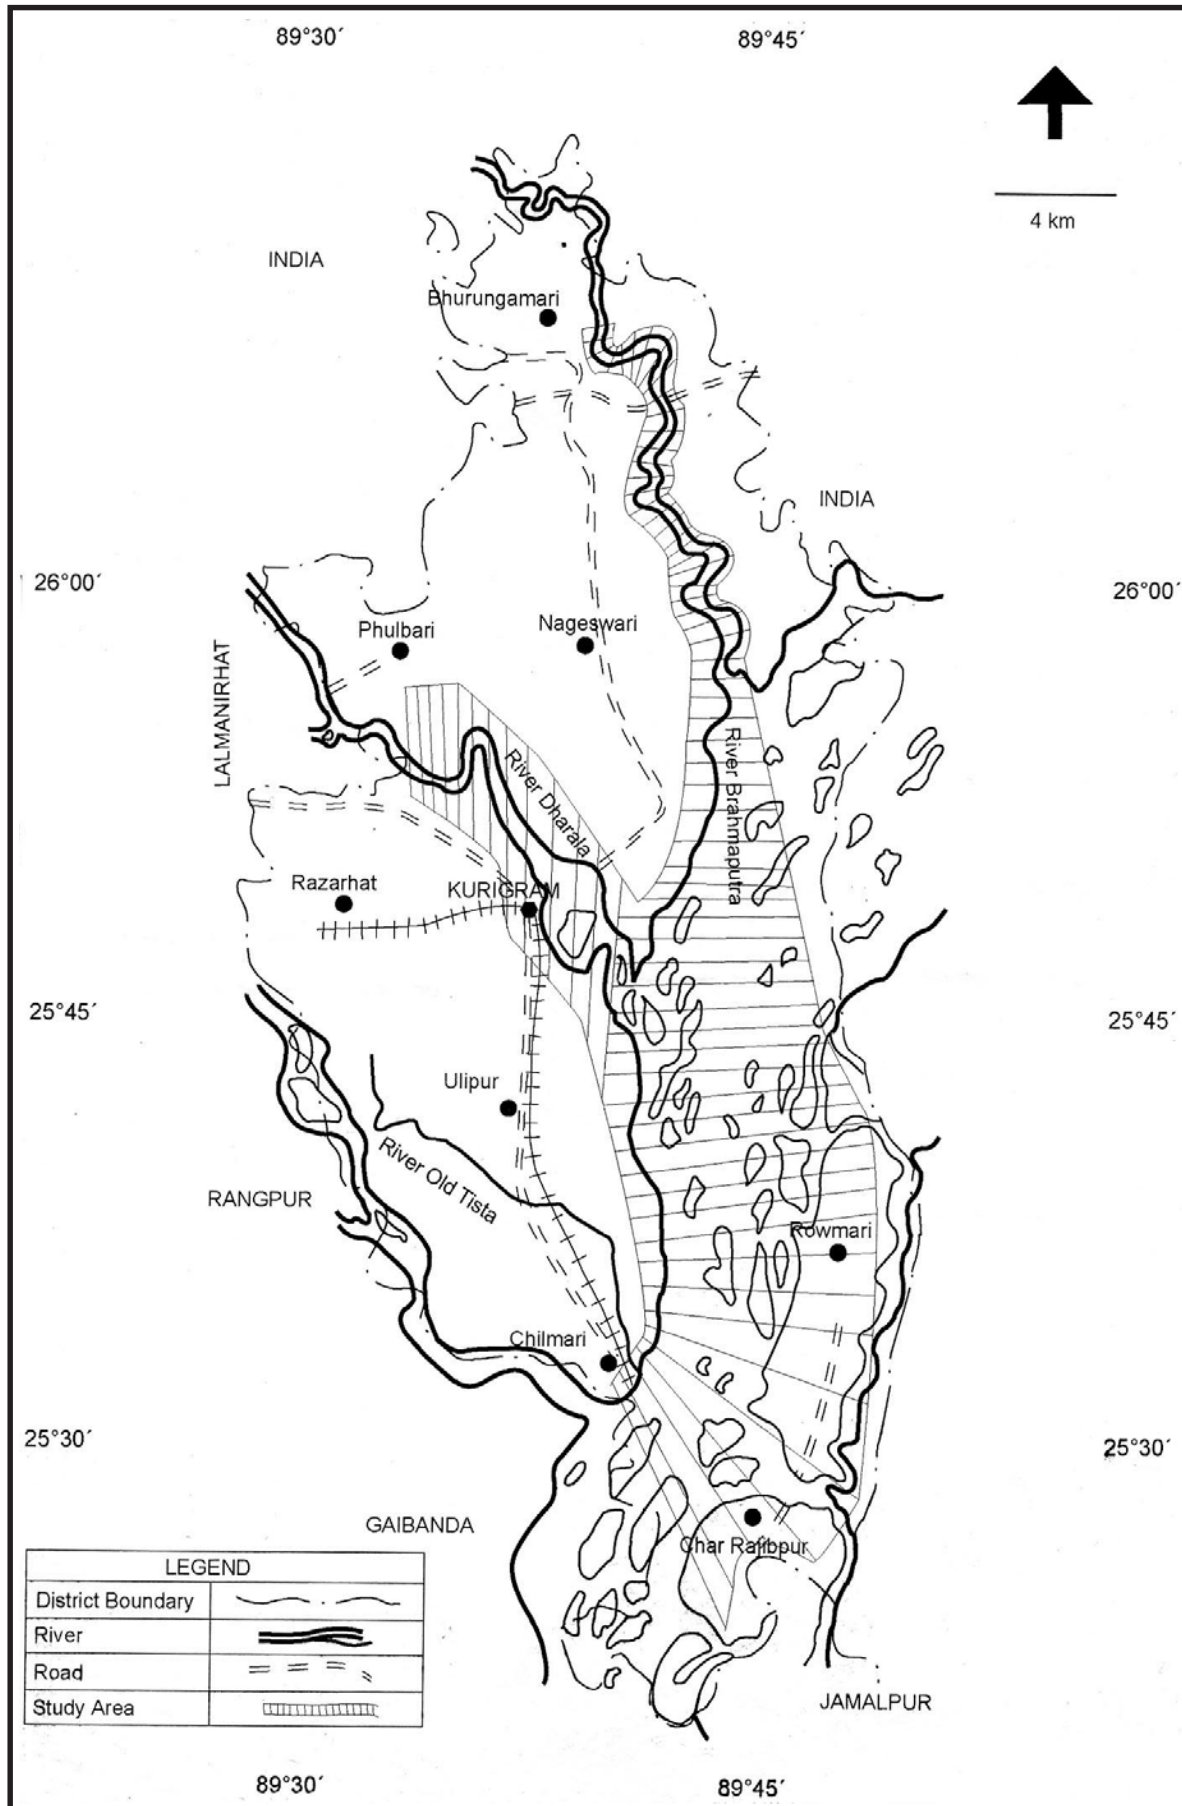 89°30´
89°45´
4 km
INDIA
Bhurungamari
INDIA
26°00´
26°00´
Phulbari
Nageswari
LALMANIRHAT
River Dharala
River Brahmaputra
Razarhat
KURIGRAM
25°45´
25°45´
Ulipur
River Old Tista
RANGPUR
Rowmari
Chilmari
25°30´
25°30´
GAIBANDA
Char Rajibpur
LEGEND
District Boundary
River
Road
Study Area
JAMALPUR
89°30´
89°45´